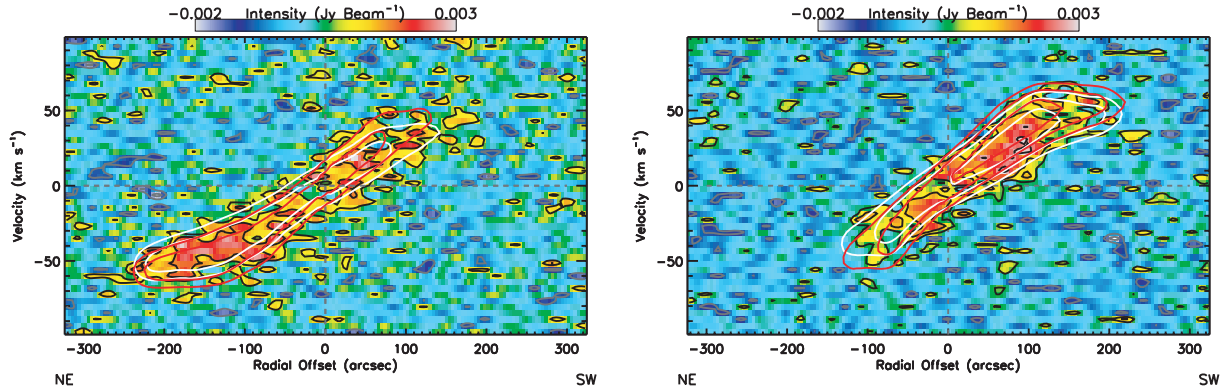 −0.002 Intensity (Jy Beam⁻¹) 0.003
50
0
−50
Velocity (km s⁻¹)
−300 −200 −100 0 100 200 300
Radial Offset (arcsec)
NE SW
−0.002 Intensity (Jy Beam⁻¹) 0.003
50
0
−50
Velocity (km s⁻¹)
−300 −200 −100 0 100 200 300
Radial Offset (arcsec)
NE SW